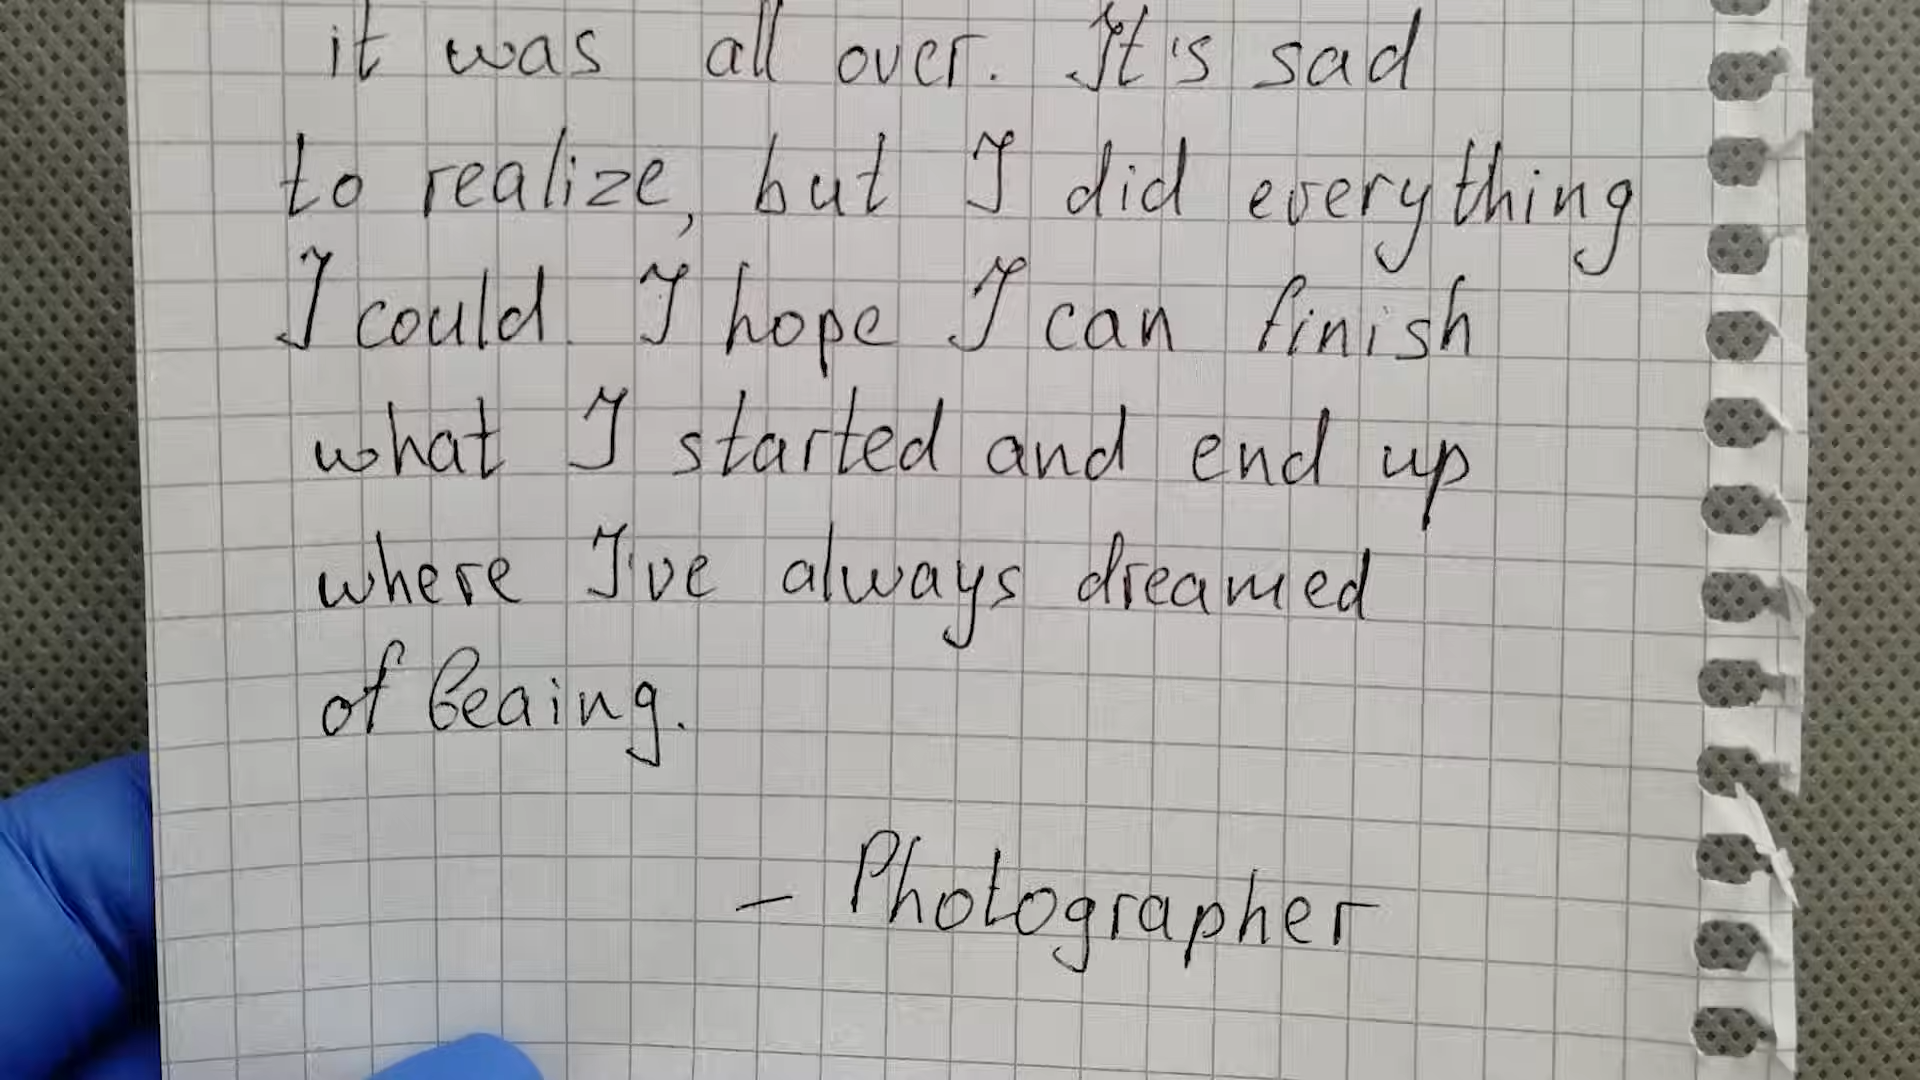 it was all over. It's sad
to realize, but I did everything
I could. I hope I can finish
what I started and end up
where I've always dreamed
of beaing.
- Photographer